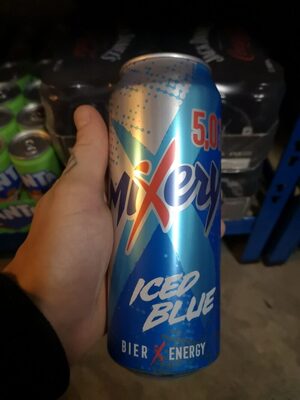 5,0
mixery
ICED
BLUE
BIER X ENERGY